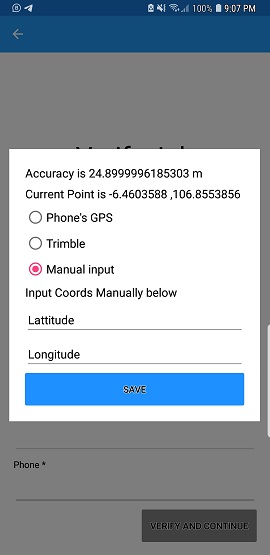 100% 9:07 PM
Accuracy is 24.8999996185303 m
Current Point is -6.4603588 ,106.8553856
Phone's GPS
Trimble
Manual input
Input Coords Manually below
Lattitude
Longitude
SAVE
Phone *
VERIFY AND CONTINUE